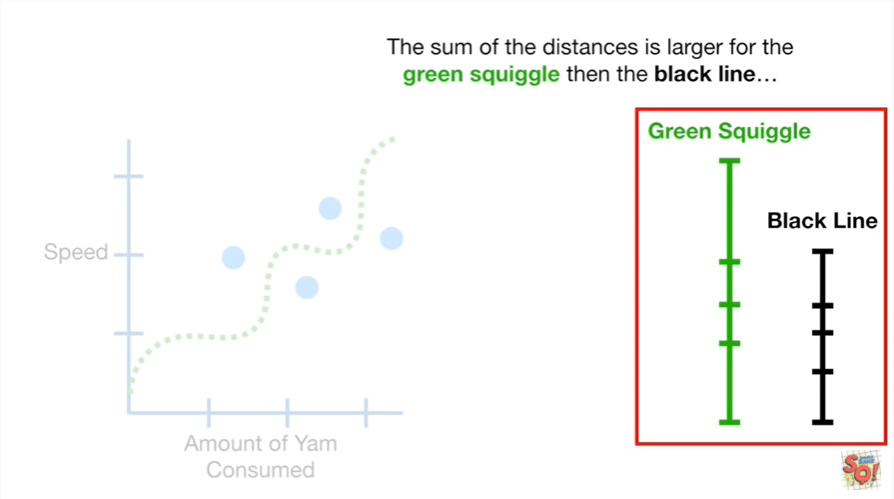 The sum of the distances is larger for the
green squiggle then the black line...
Green Squiggle
Black Line
Speed
Amount of Yam
Consumed
SQ!